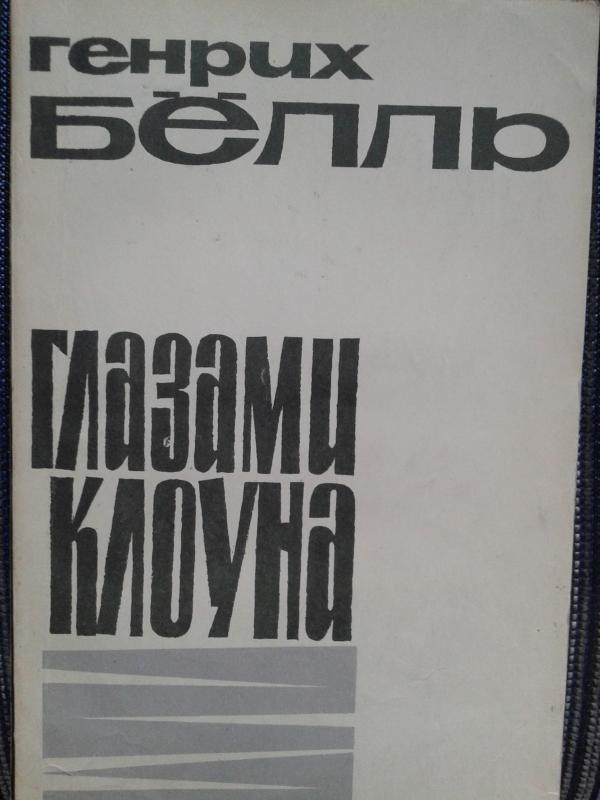 Генрих
Бёлль
Глазами
клоуна